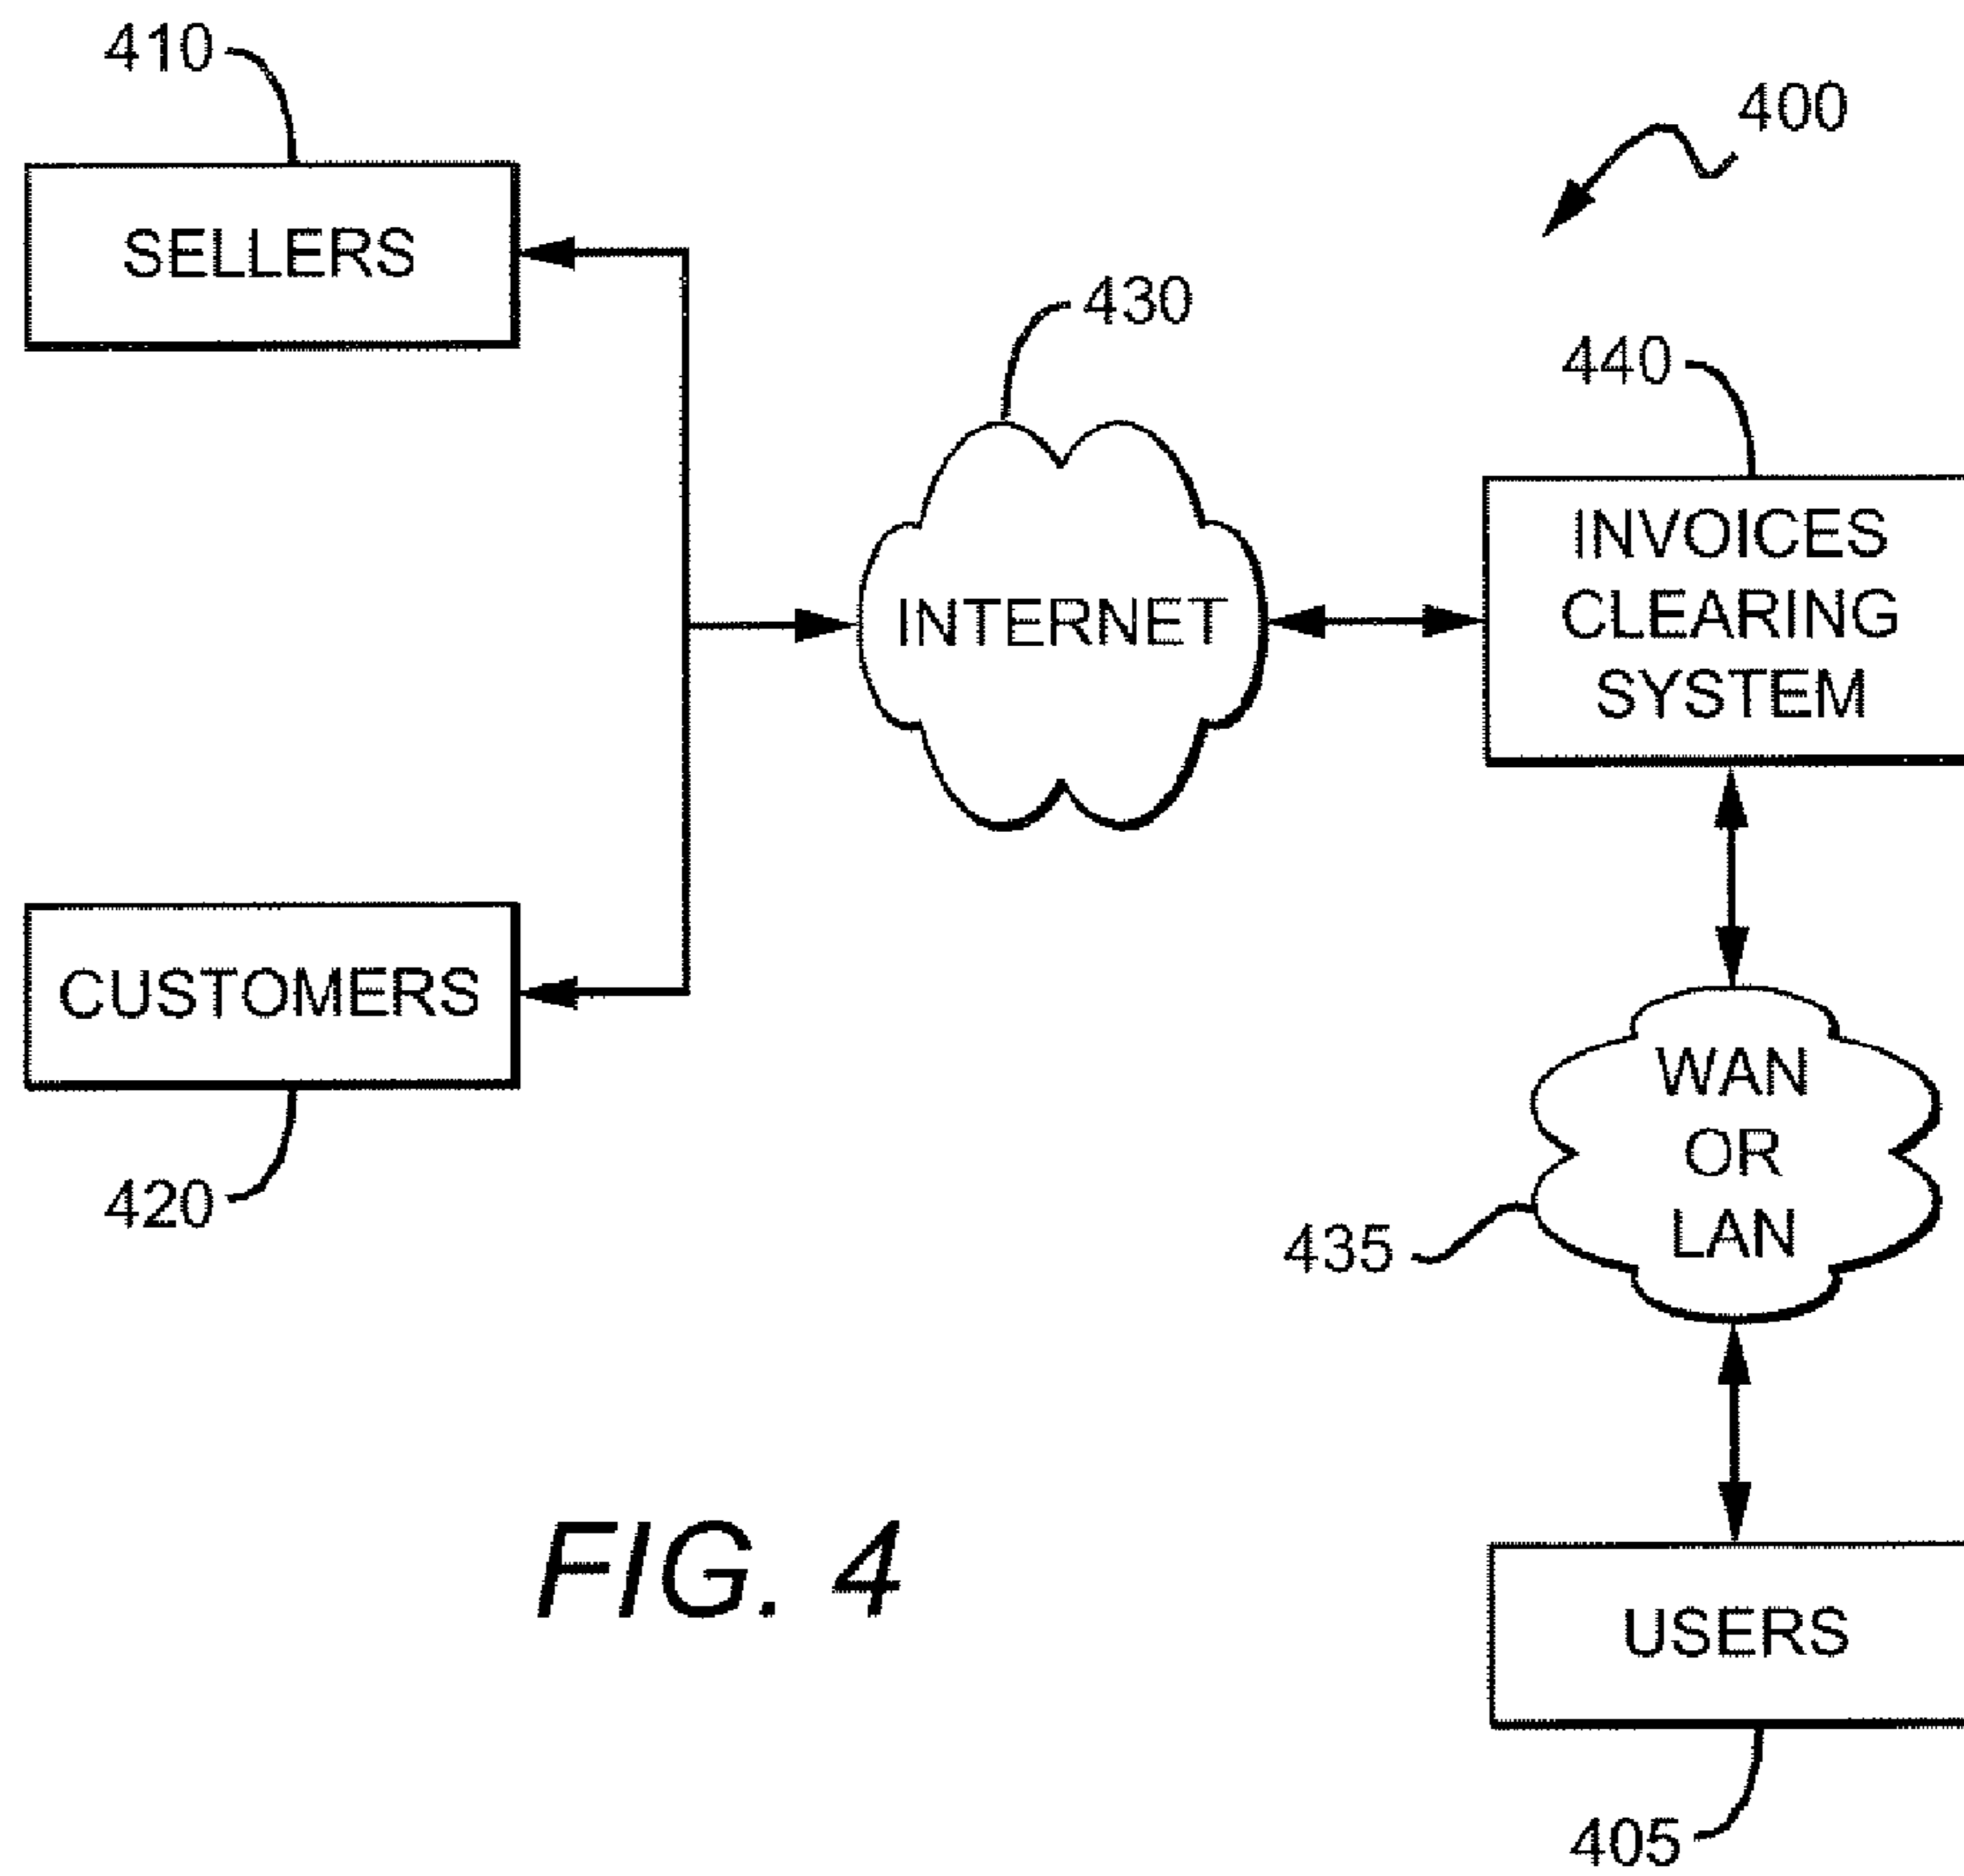 410
400
SELLERS
430
440
INVOICES
CLEARING
SYSTEM
INTERNET
CUSTOMERS
420
WAN
OR
LAN
435
FIG. 4
USERS
405